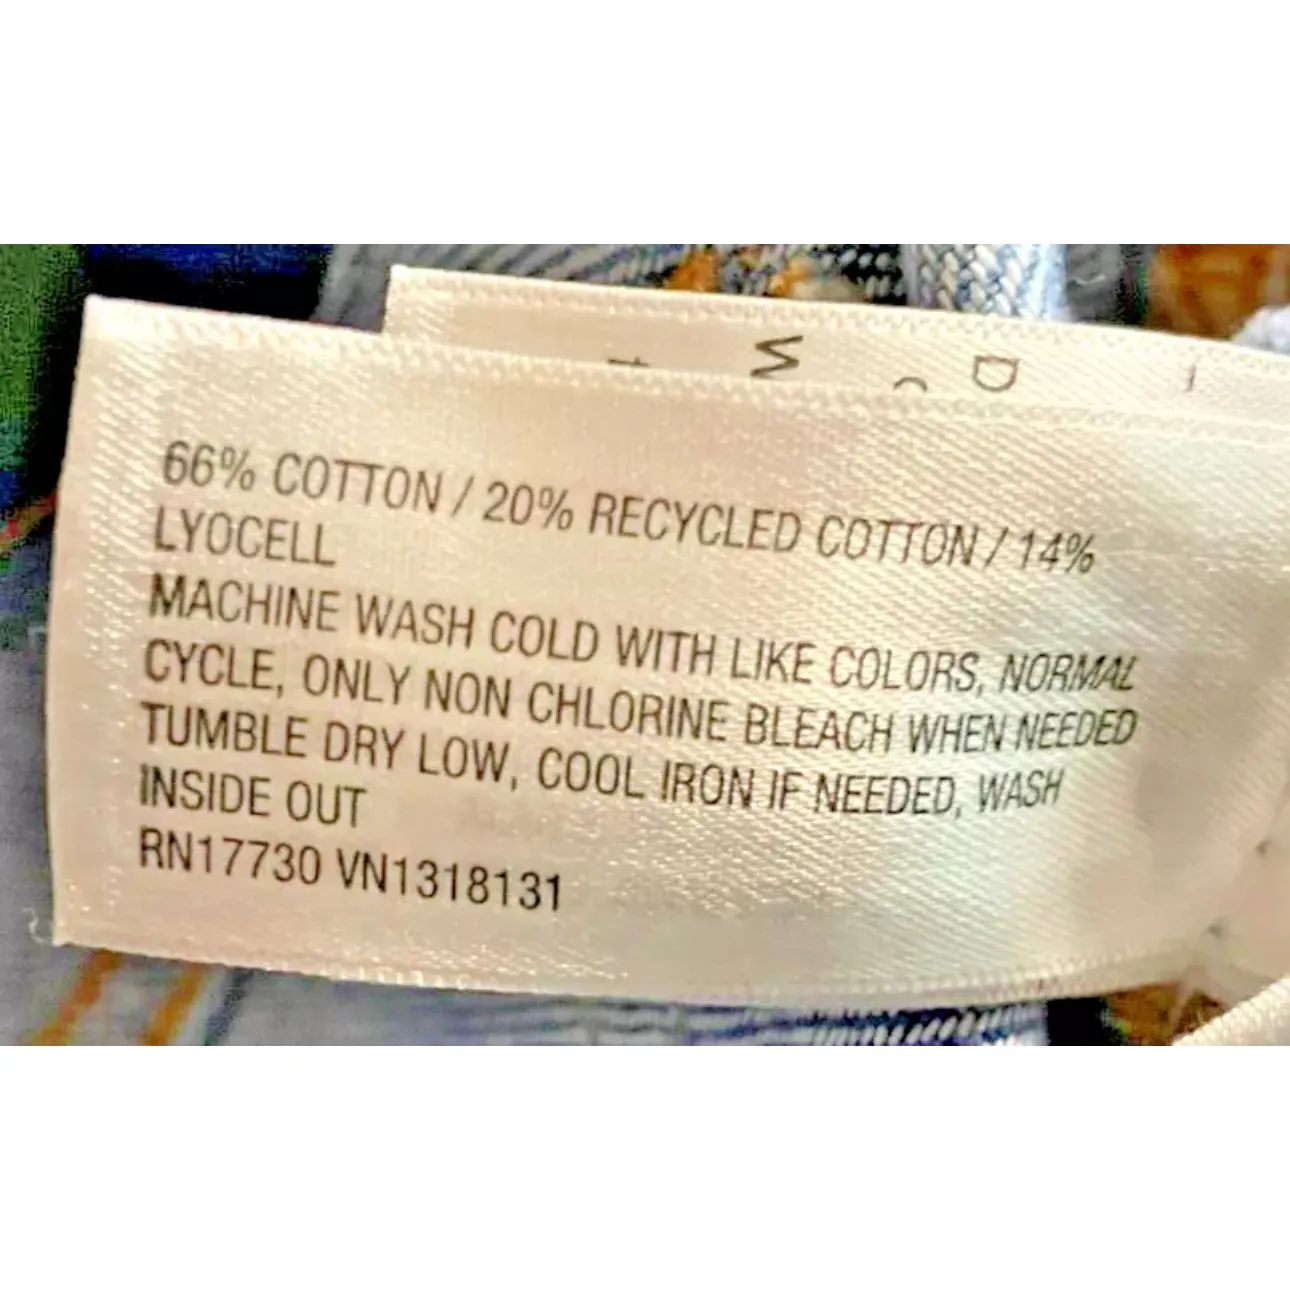 66% COTTON / 20% RECYCLED COTTON / 14%
LYOCELL
MACHINE WASH COLD WITH LIKE COLORS, NORMAL
CYCLE, ONLY NON CHLORINE BLEACH WHEN NEEDED
TUMBLE DRY LOW, COOL IRON IF NEEDED, WASH
INSIDE OUT
RN17730 VN1318131